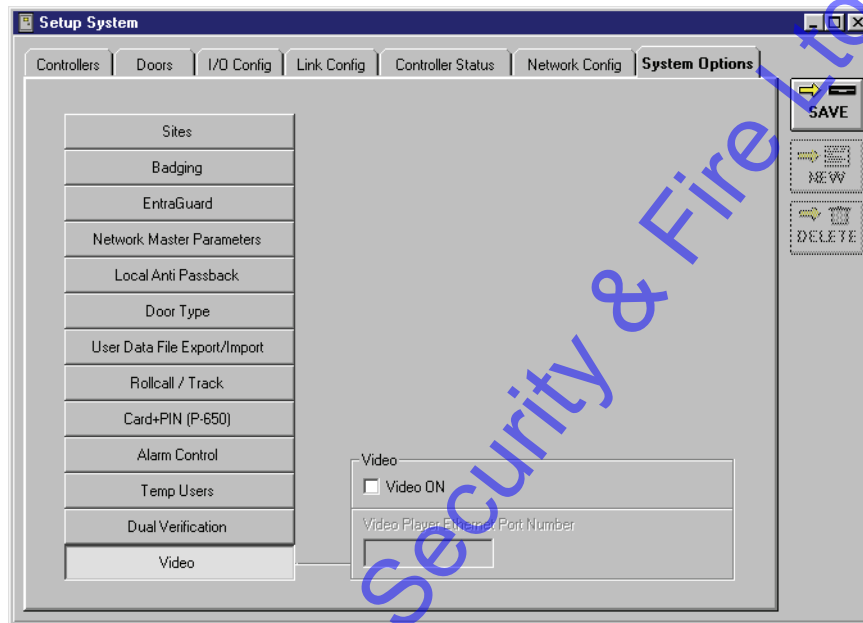 Setup System
Controllers
Doors
I/O Config
Link Config
Controller Status
Network Config
System Options
SAVE
NEW
DELETE
Sites
Badging
EntraGuard
Network Master Parameters
Local Anti Passback
Door Type
User Data File Export/Import
Rollcall / Track
Card+PIN (P-650)
Alarm Control
Temp Users
Dual Verification
Video
Video
Video ON
Video Player Ethernet Port Number
Security & Fire Ltd